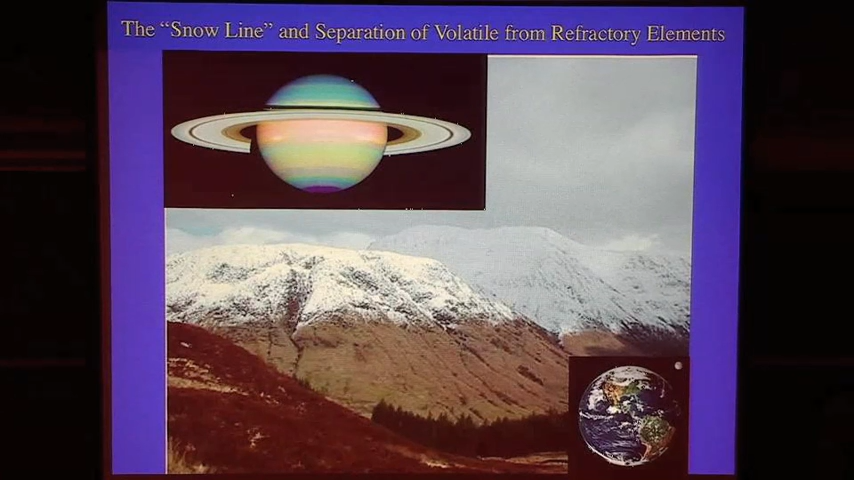 The “Snow Line” and Separation of Volatile from Refractory Elements